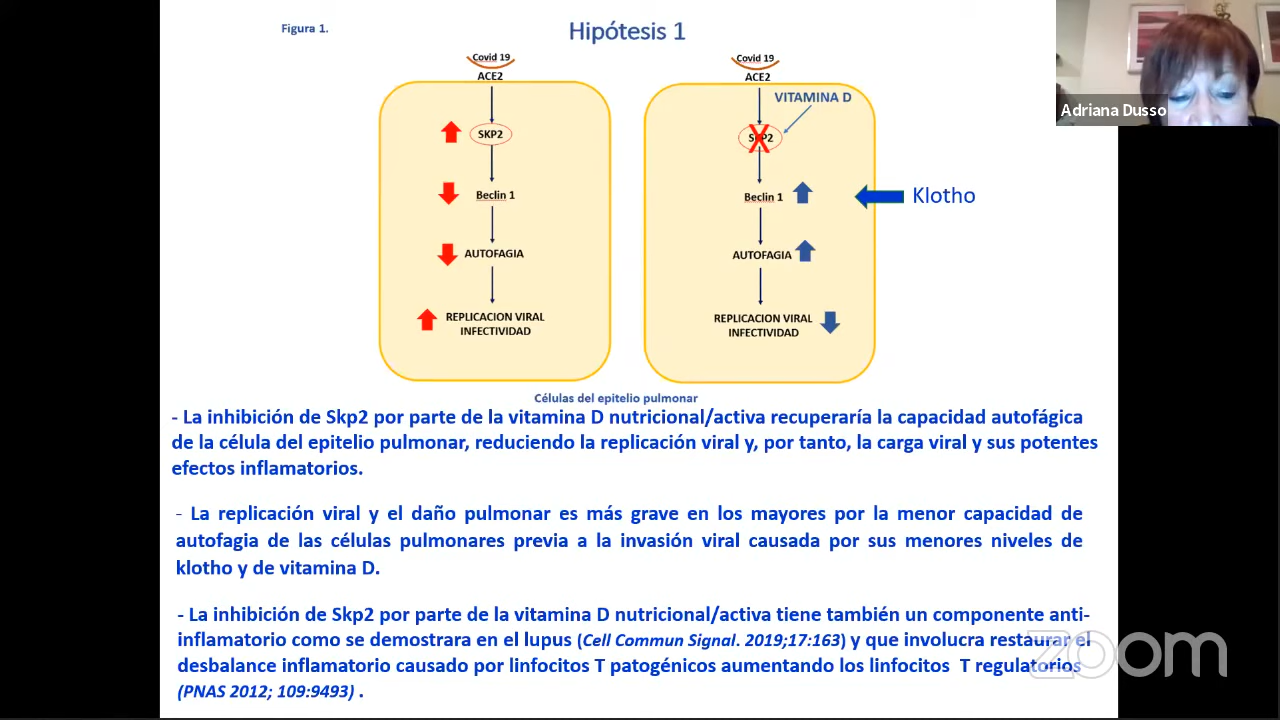 Figura 1.
Hipótesis 1
Covid 19
ACE2
SKP2
Beclin 1
AUTOFAGIA
REPLICACION VIRAL
INFECTIVIDAD
Covid 19
ACE2
VITAMINA D
SKP2
Beclin 1
AUTOFAGIA
REPLICACION VIRAL
INFECTIVIDAD
Klotho
Adriana Dusso
Células del epitelio pulmonar
- La inhibición de Skp2 por parte de la vitamina D nutricional/activa recuperaría la capacidad autofágica
de la célula del epitelio pulmonar, reduciendo la replicación viral y, por tanto, la carga viral y sus potentes
efectos inflamatorios.
- La replicación viral y el daño pulmonar es más grave en los mayores por la menor capacidad de
autofagia de las células pulmonares previa a la invasión viral causada por sus menores niveles de
klotho y de vitamina D.
- La inhibición de Skp2 por parte de la vitamina D nutricional/activa tiene también un componente anti-
inflamatorio como se demostrara en el lupus (Cell Commun Signal. 2019;17:163) y que involucra restaurar el
desbalance inflamatorio causado por linfocitos T patogénicos aumentando los linfocitos T regulatorios
(PNAS 2012; 109:9493) .
zoom